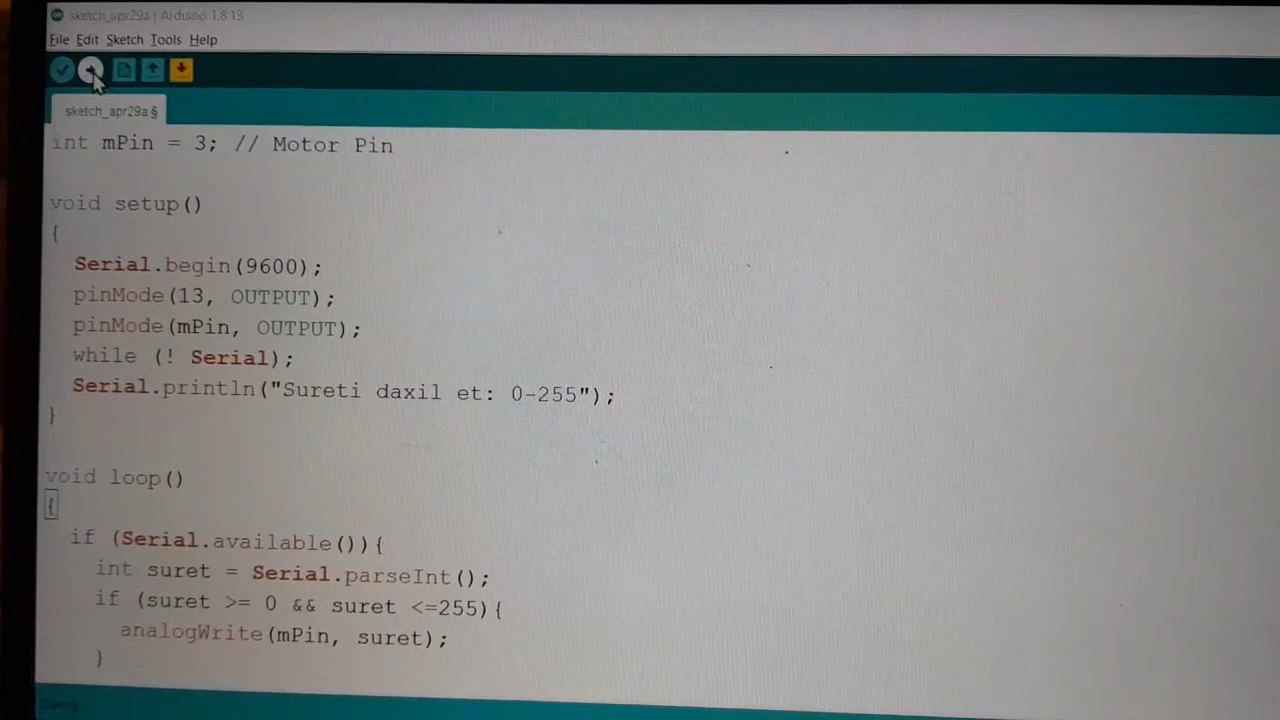 sketch_apr29a | Arduino 1.8.13
File Edit Sketch Tools Help
sketch_apr29a §
int mPin = 3; // Motor Pin
void setup()
{
Serial.begin(9600);
pinMode(13, OUTPUT);
pinMode(mPin, OUTPUT);
while (! Serial);
Serial.println("Sureti daxil et: 0-255");
}
void loop()
{
if (Serial.available()){
int suret = Serial.parseInt();
if (suret >= 0 && suret <=255){
analogWrite(mPin, suret);
}